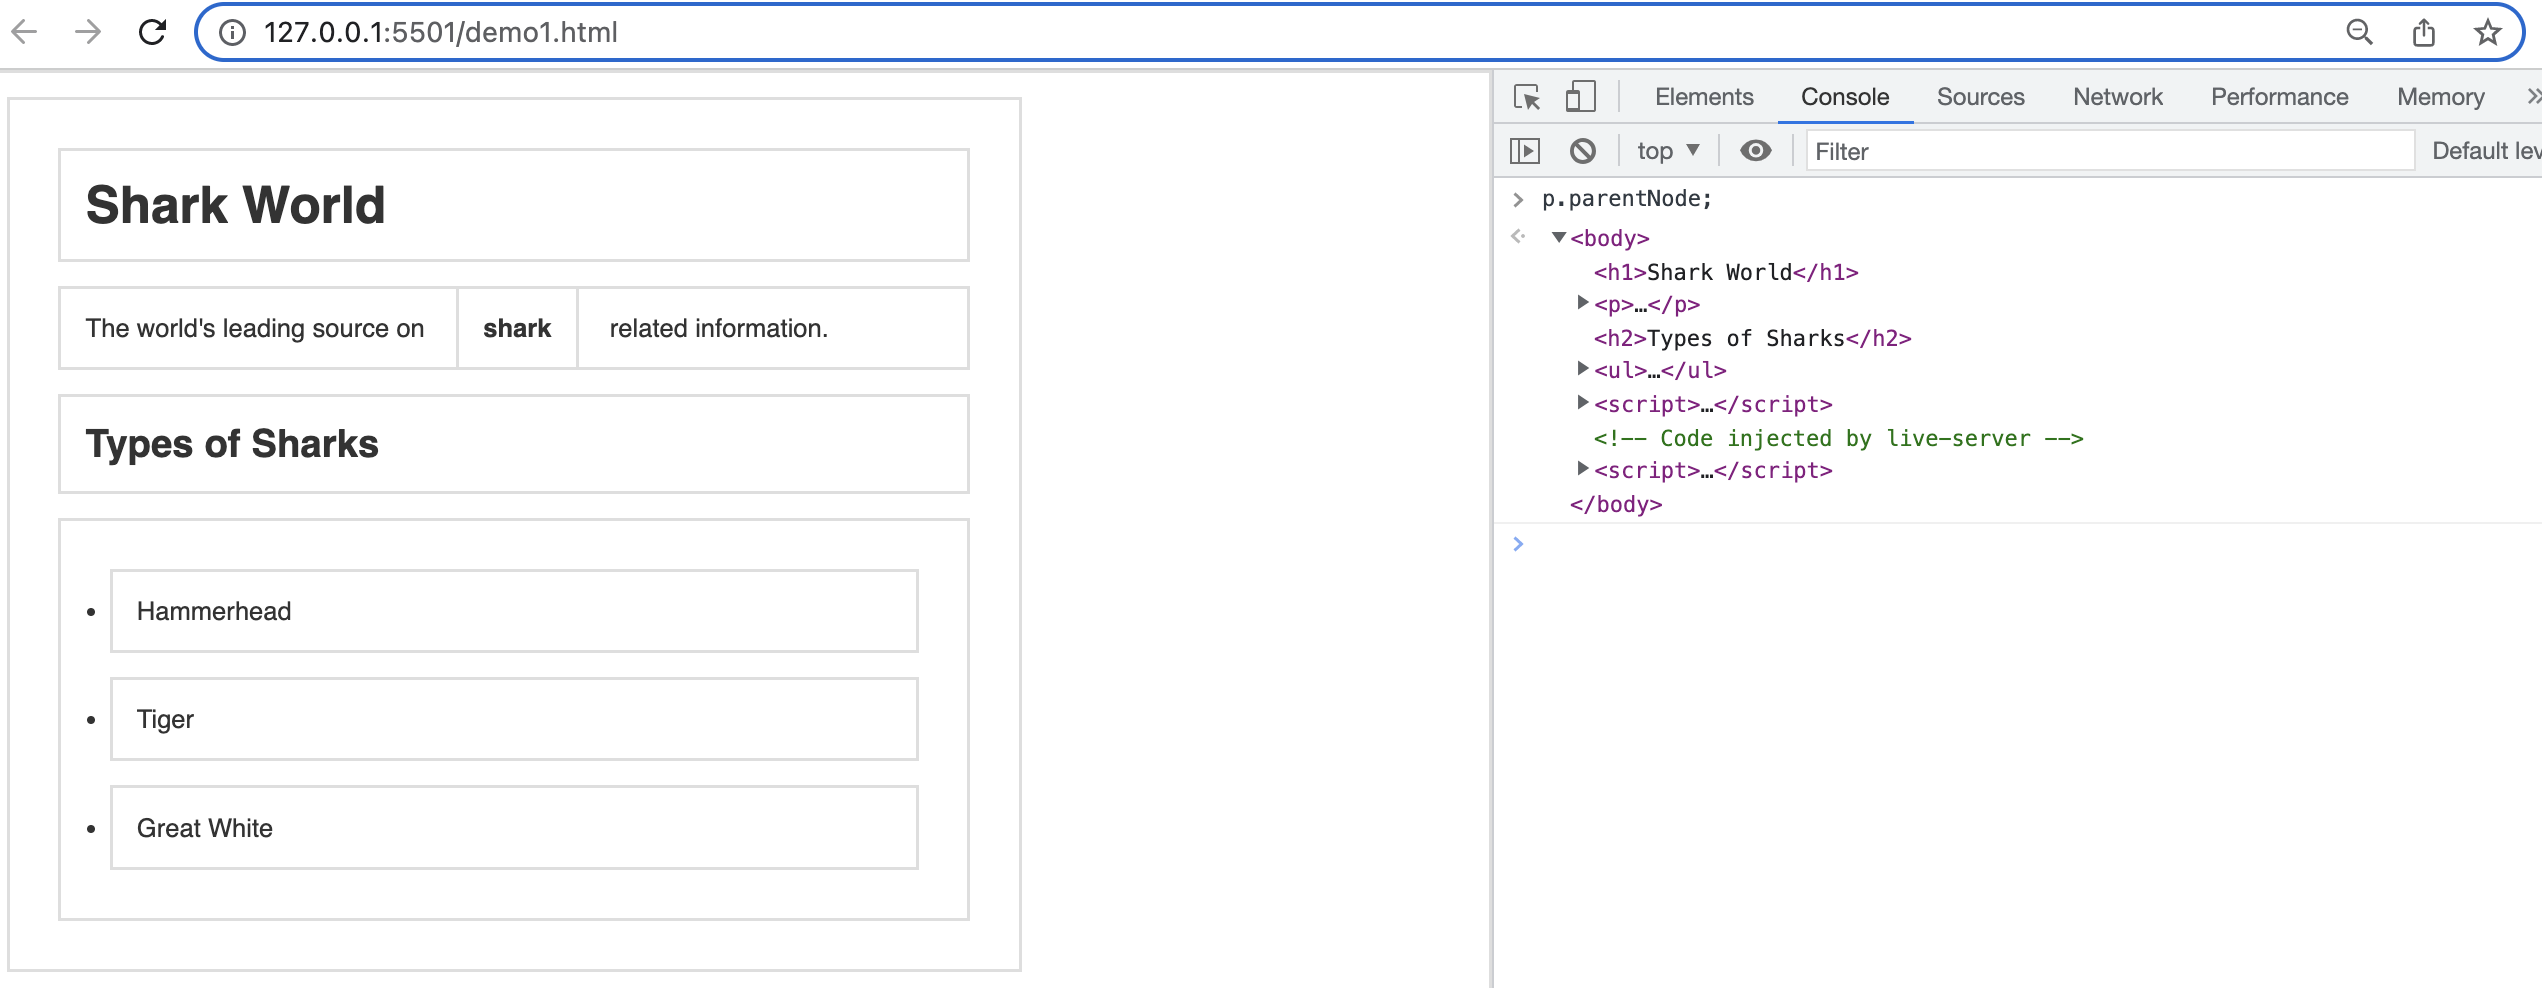 127.0.0.1:5501/demo1.html
Shark World
The world's leading source on shark related information.
Types of Sharks
• Hammerhead
• Tiger
• Great White
Elements Console Sources Network Performance Memory »
top ▼ Filter Default lev
> p.parentNode;
<· ▼<body>
<h1>Shark World</h1>
▶<p>…</p>
<h2>Types of Sharks</h2>
▶<ul>…</ul>
▶<script>…</script>
<!-- Code injected by live-server -->
▶<script>…</script>
</body>
>